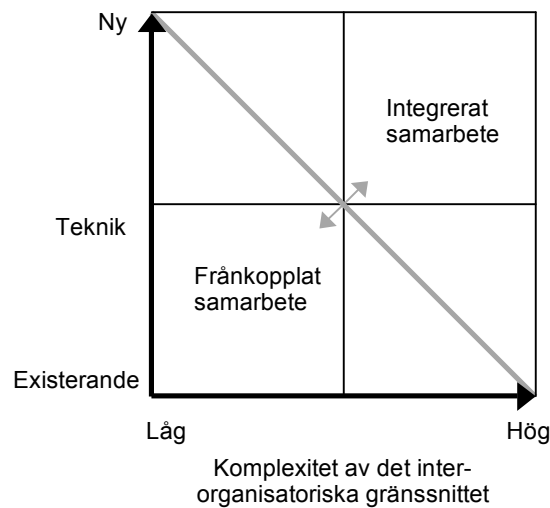 Ny
Integrerat
samarbete
Teknik
Frånkopplat
samarbete
Existerande
Låg
Hög
Komplexitet av det inter-
organisatoriska gränssnittet